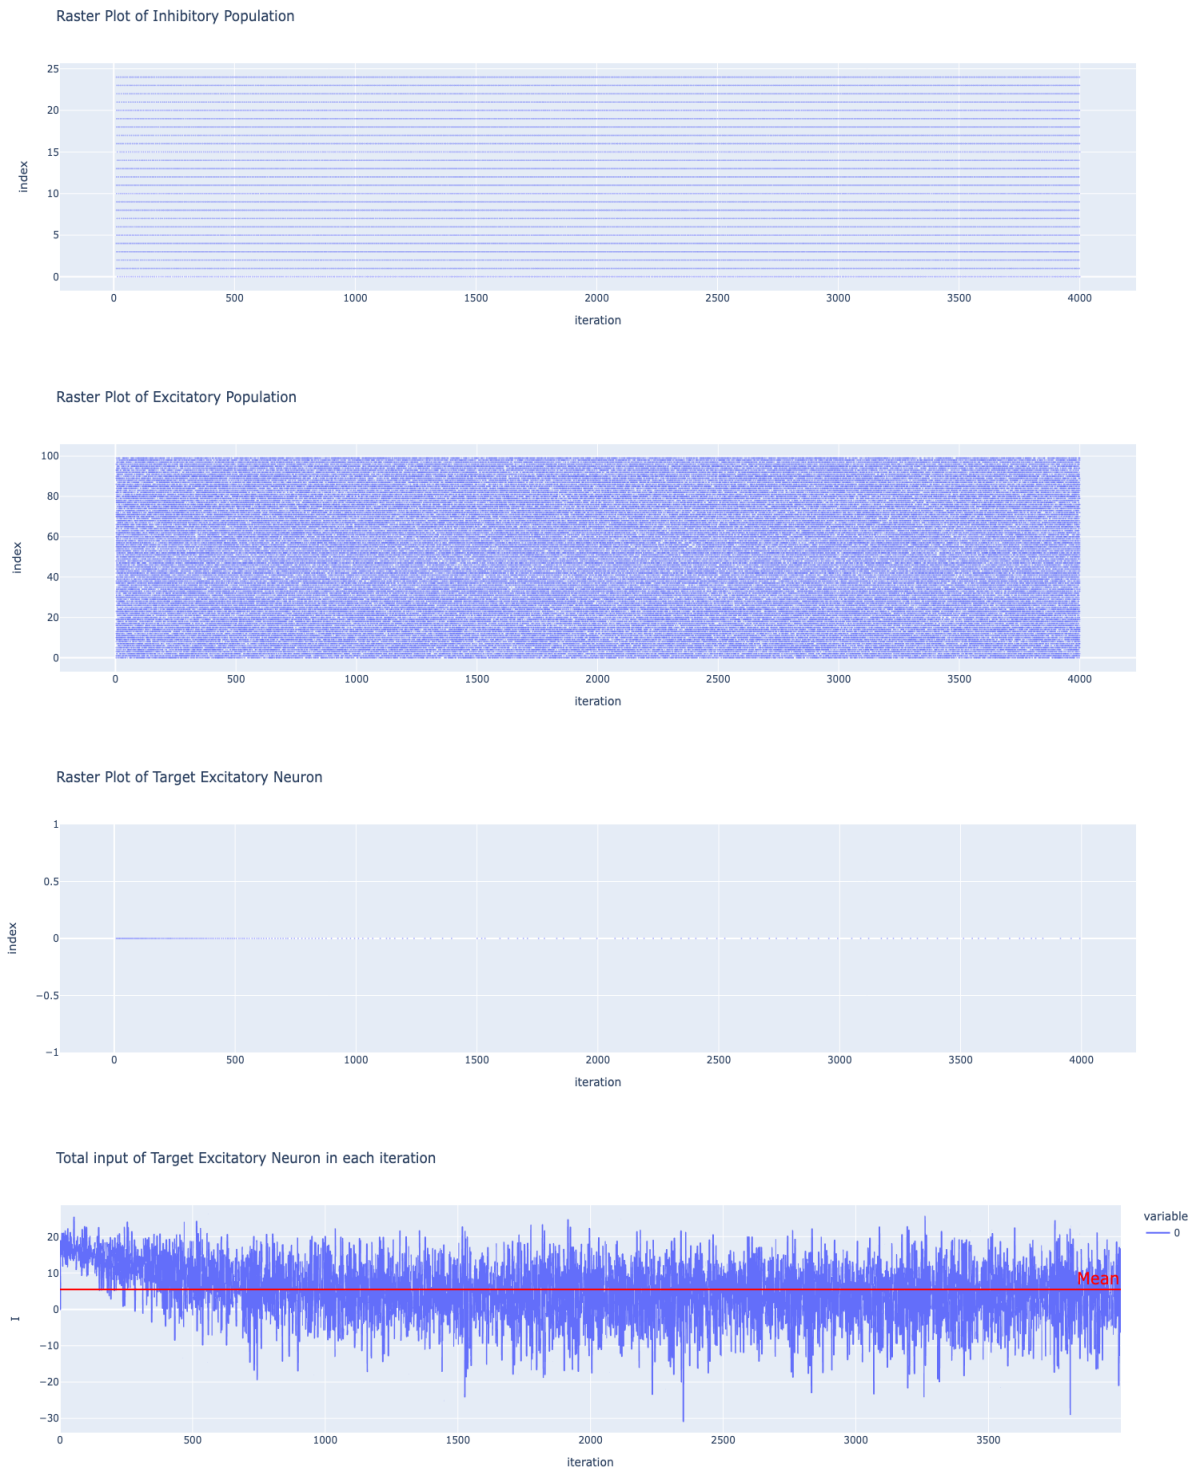 Raster Plot of Inhibitory Population
25
20
15
10
5
0
index
0 500 1000 1500 2000 2500 3000 3500 4000
iteration
Raster Plot of Excitatory Population
100
80
60
40
20
0
index
0 500 1000 1500 2000 2500 3000 3500 4000
iteration
Raster Plot of Target Excitatory Neuron
1
0.5
0
−0.5
−1
index
0 500 1000 1500 2000 2500 3000 3500 4000
iteration
Total input of Target Excitatory Neuron in each iteration
variable
0
20
10
0
−10
−20
−30
I
Mean
0 500 1000 1500 2000 2500 3000 3500
iteration